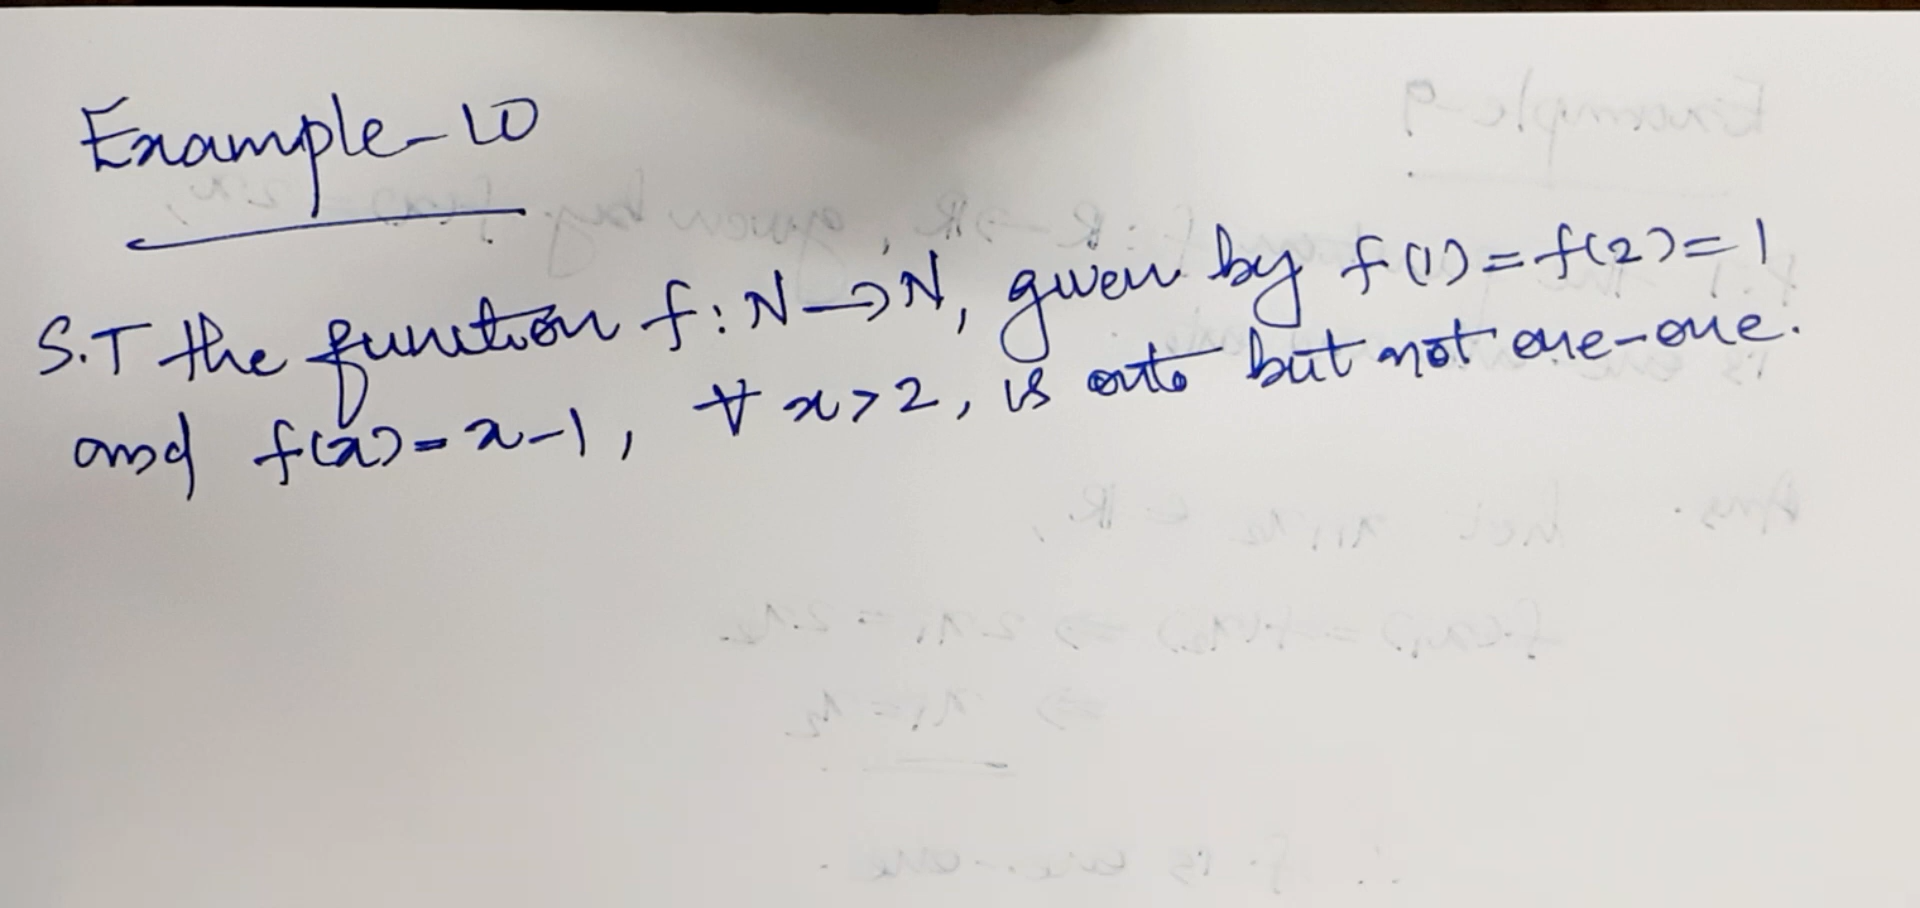 Example-10
S.T the function f: N→N, given by f(1)=f(2)=1
and f(x)=x-1, ∀ x>2, is onto but not one-one.